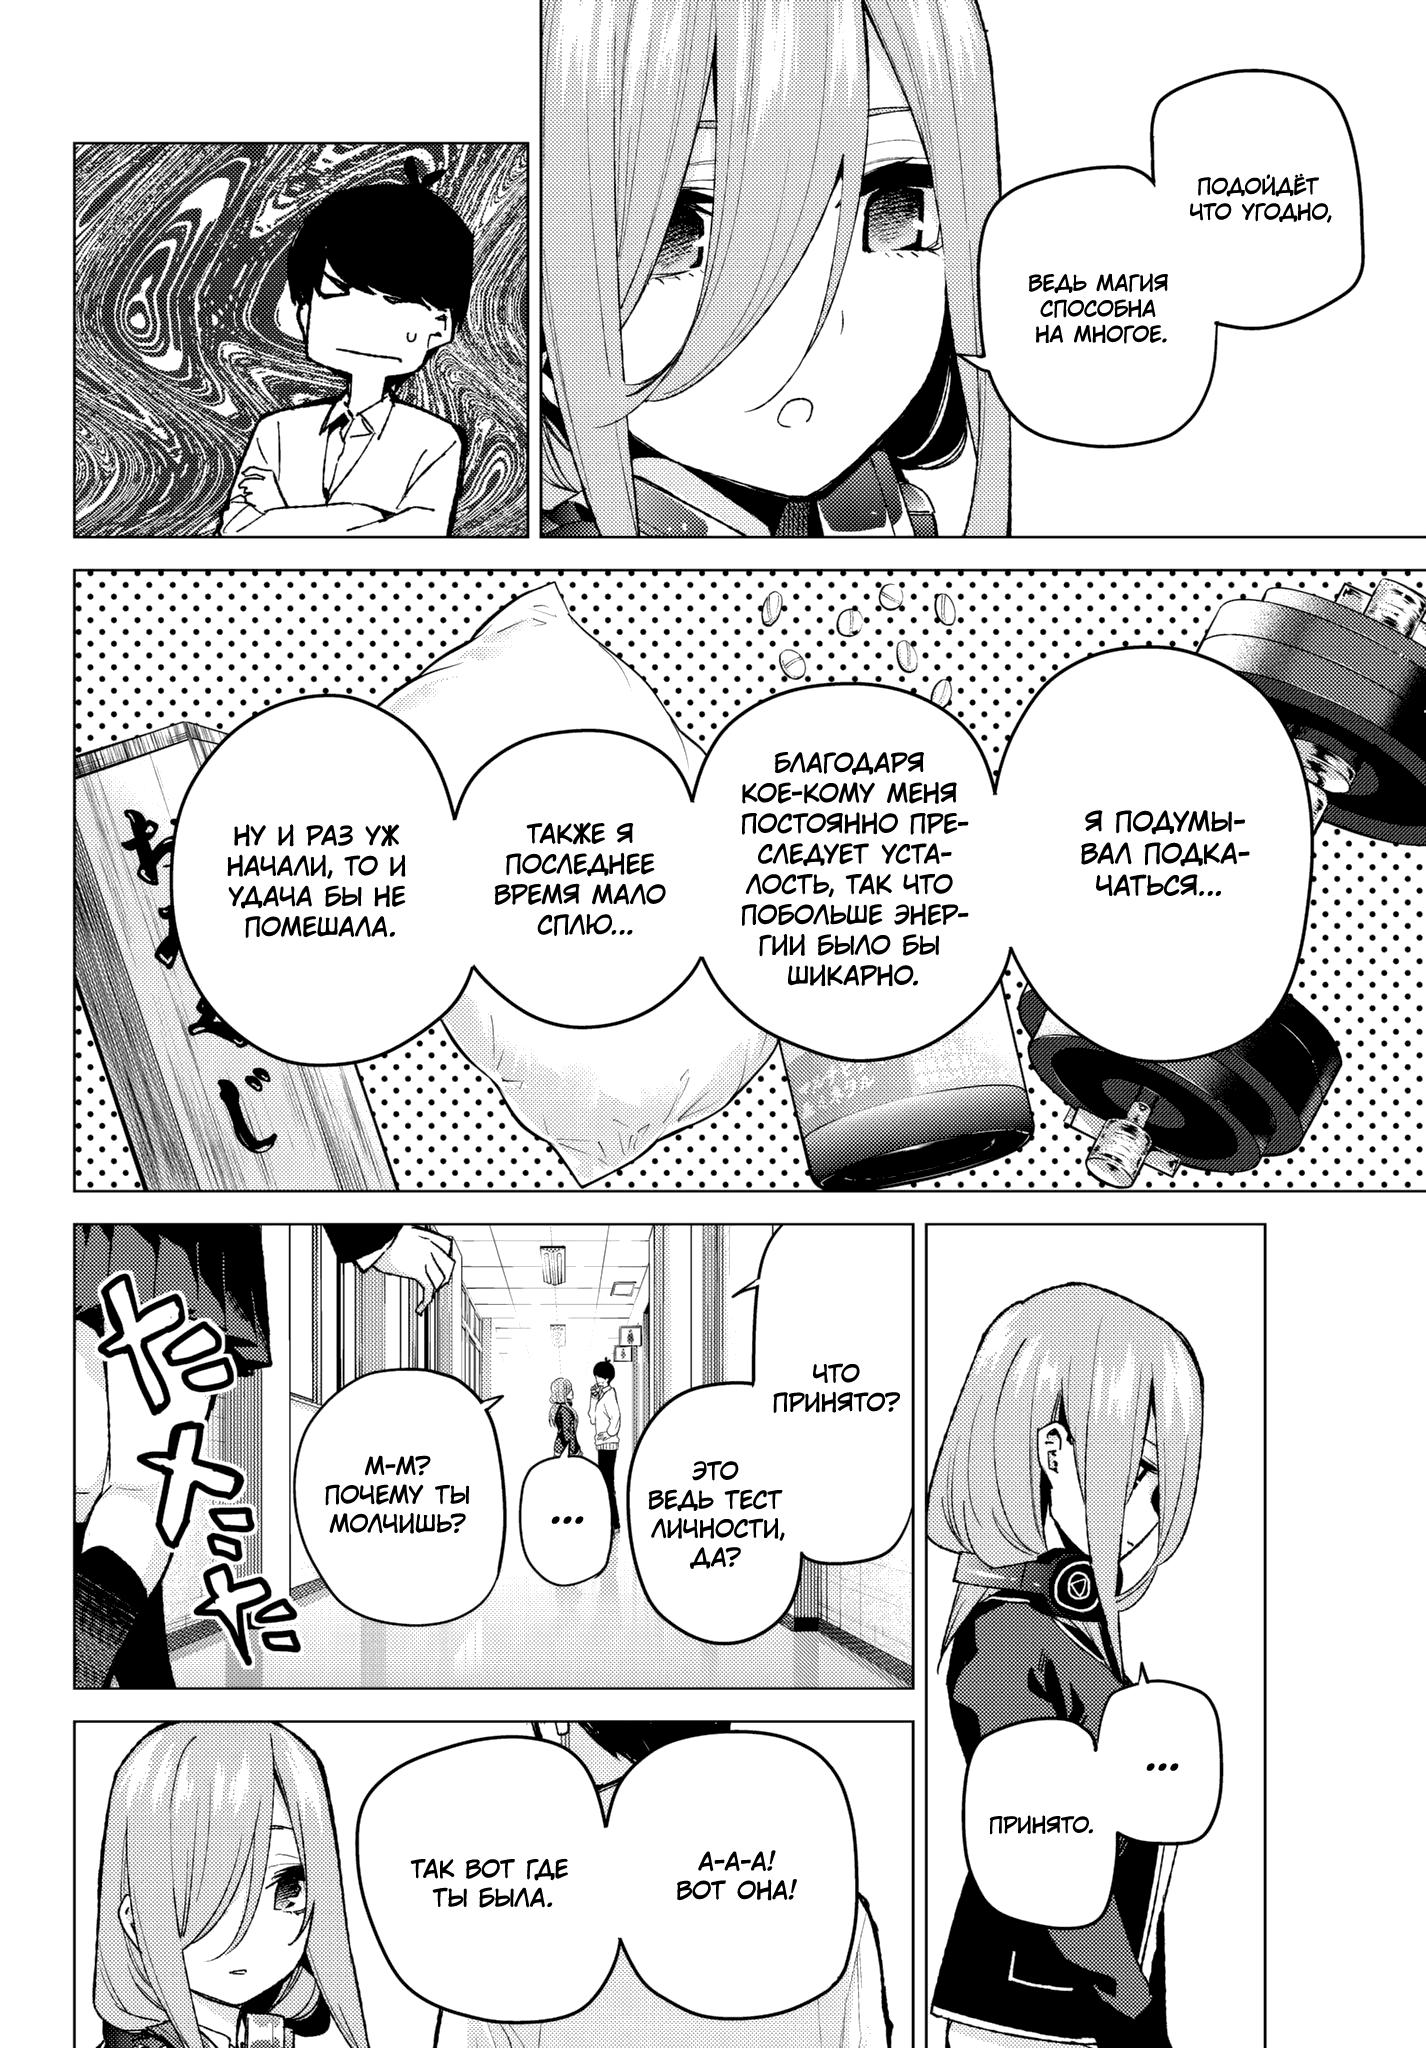 ПОДОЙДЁТ
ЧТО УГОДНО,
ВЕДЬ МАГИЯ
СПОСОБНА
НА МНОГОЕ.
Я ПОДУМЫ-
ВАЛ ПОДКА-
ЧАТЬСЯ...
БЛАГОДАРЯ
КОЕ-КОМУ МЕНЯ
ПОСТОЯННО ПРЕ-
СЛЕДУЕТ УСТА-
ЛОСТЬ, ТАК ЧТО
ПОБОЛЬШЕ ЭНЕР-
ГИИ БЫЛО БЫ
ШИКАРНО.
ТАКЖЕ Я
ПОСЛЕДНЕЕ
ВРЕМЯ МАЛО
СПЛЮ...
НУ И РАЗ УЖ
НАЧАЛИ, ТО И
УДАЧА БЫ НЕ
ПОМЕШАЛА.
...
ПРИНЯТО.
ЧТО
ПРИНЯТО?
ЭТО
ВЕДЬ ТЕСТ
ЛИЧНОСТИ,
ДА?
...
М-М?
ПОЧЕМУ ТЫ
МОЛЧИШЬ?
タタタ
А-А-А!
ВОТ ОНА!
ТАК ВОТ ГДЕ
ТЫ БЫЛА.